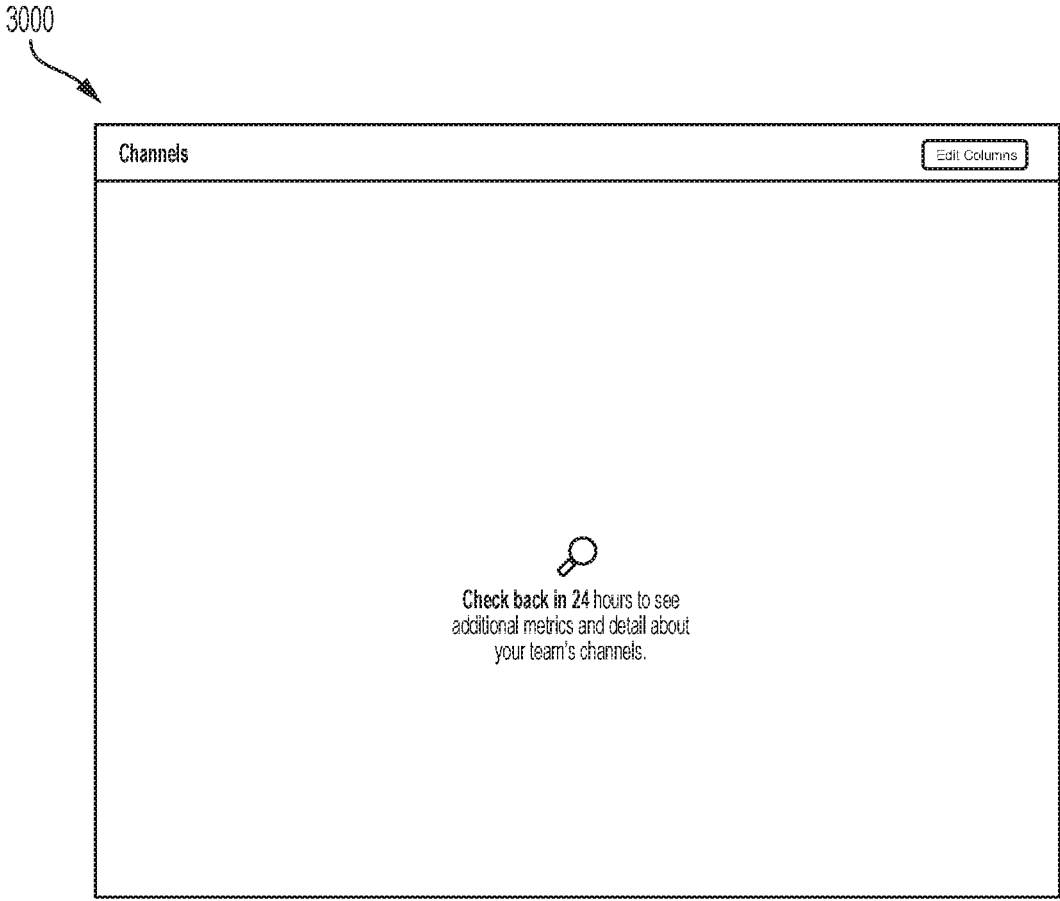 3000
Channels
Edit Columns
Check back in 24 hours to see
additional metrics and detail about
your team's channels.